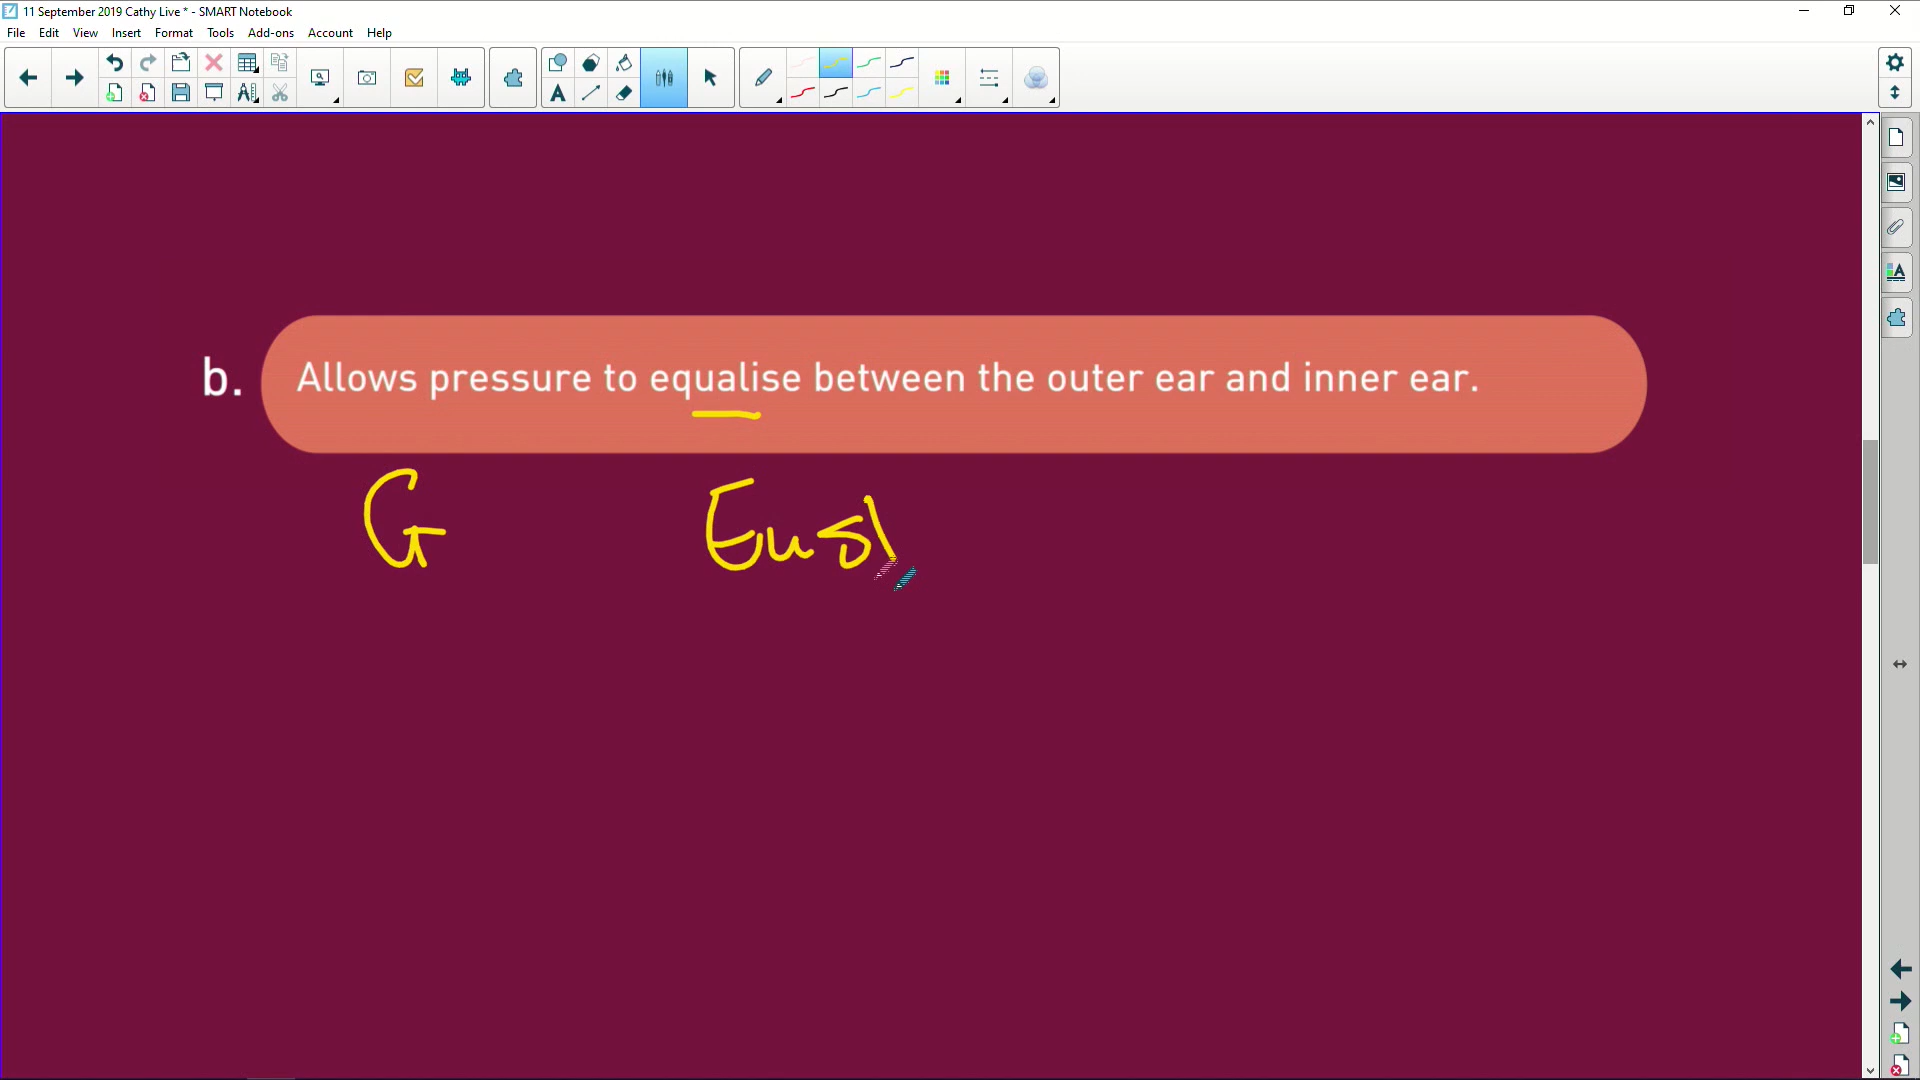 11 September 2019 Cathy Live * - SMART Notebook
File Edit View Insert Format Tools Add-ons Account Help
b. Allows pressure to equalise between the outer ear and inner ear.
G Eus